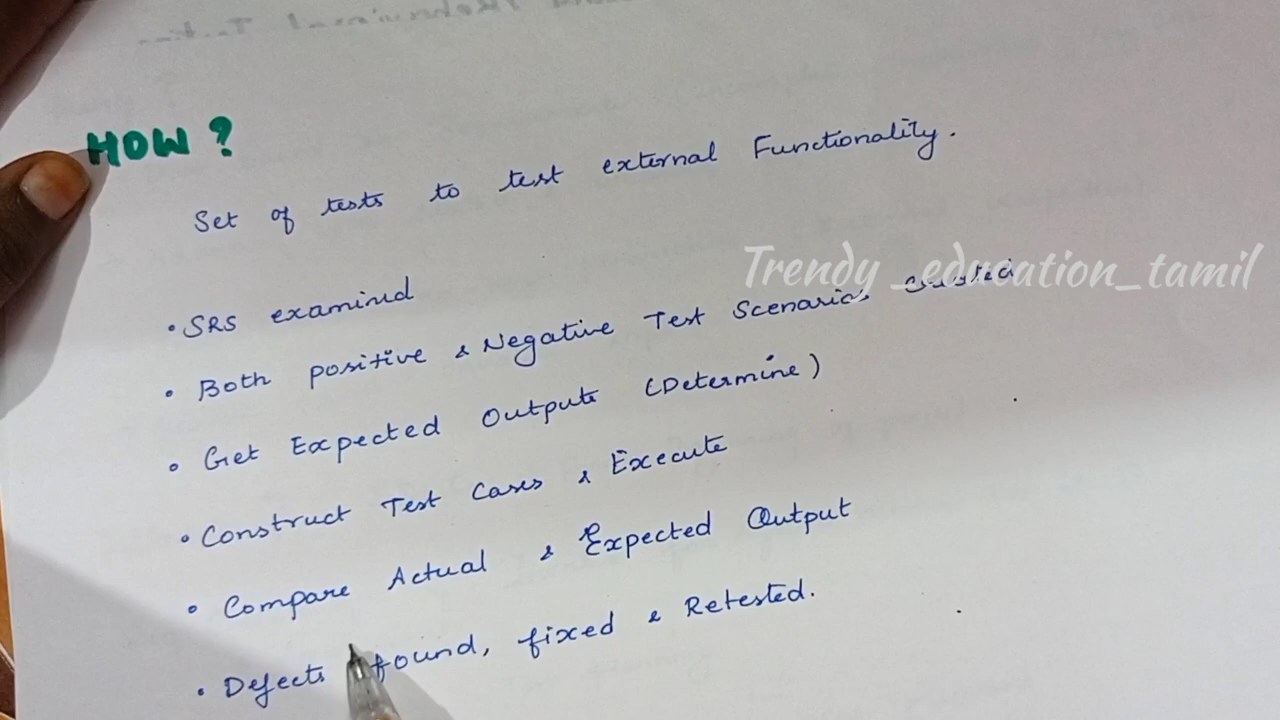 HOW ?
Set of tests to test external Functionality.
Trendy _education_tamil
• SRS examined
• Both positive & Negative Test Scenarios created
• Get Expected Outputs (Determine)
• Construct Test Cases & Execute
• Compare Actual & Expected Output
• Defects found, fixed & Retested.